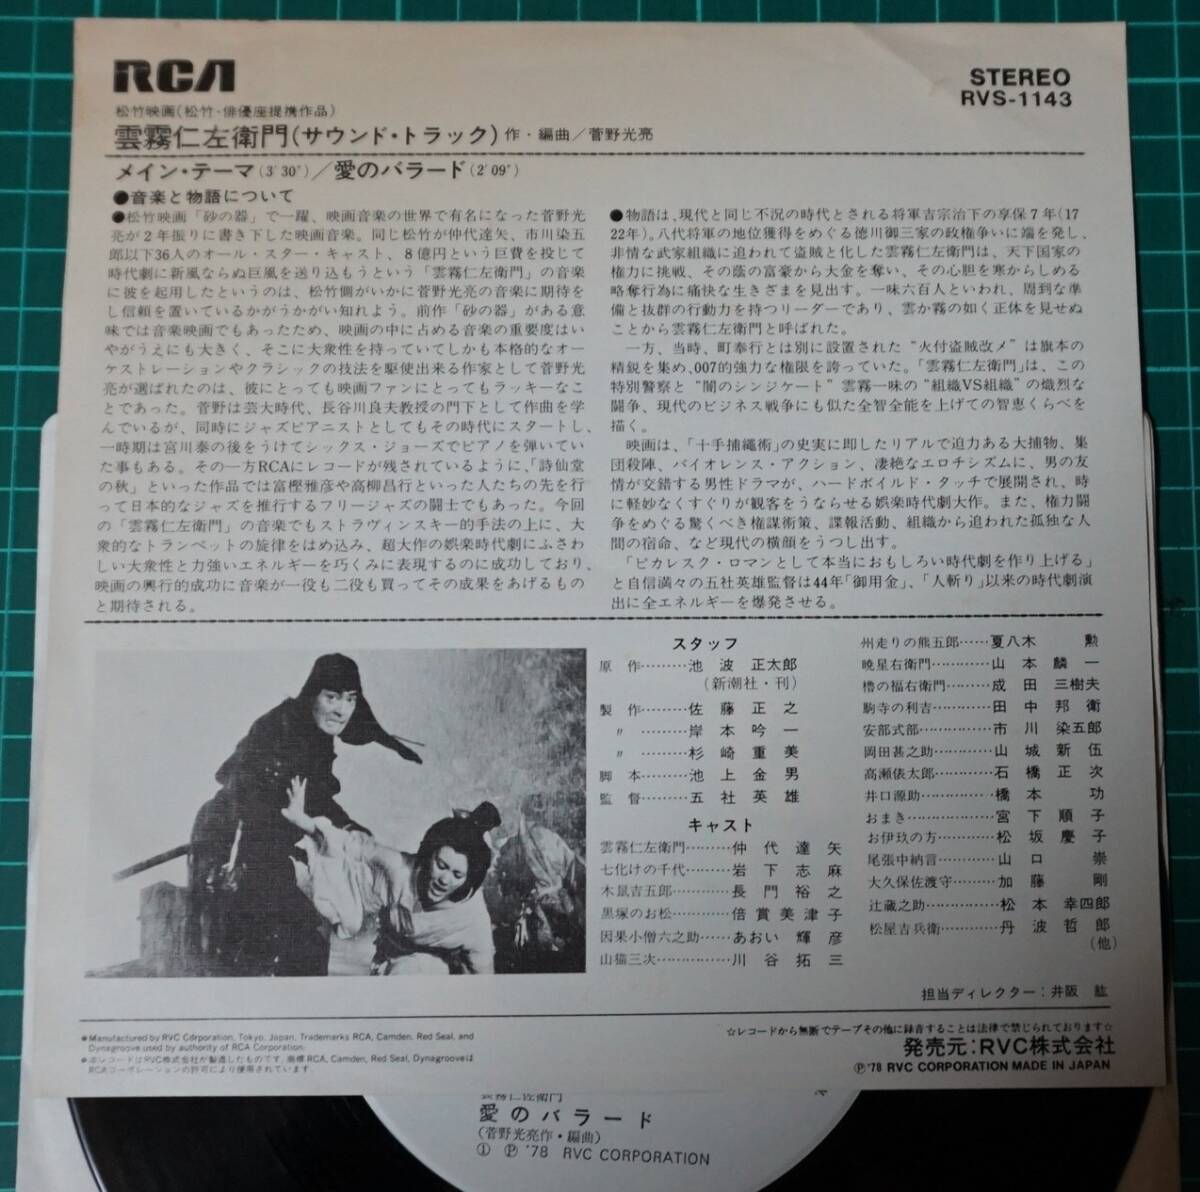 RCA
STEREO
RVS-1143
松竹映画(松竹・俳優座提携作品)
雲霧仁左衛門(サウンド・トラック)作・編曲／菅野光亮
メイン・テーマ(3′30″)／愛のバラード(2′09″)
●音楽と物語について
●松竹映画「砂の器」で一躍、映画音楽の世界で有名になった菅野光
亮が2年振りに書き下した映画音楽。同じ松竹が仲代達矢、市川染五
郎以下36人のオール・スター・キャスト、8億円という巨費を投じて
時代劇に新風ならぬ巨風を送り込もうという「雲霧仁左衛門」の音楽
に彼を起用したというのは、松竹側がいかに菅野光亮の音楽に期待を
し信頼を置いているかがうかがい知れよう。前作「砂の器」がある意
味では音楽映画でもあったため、映画の中に占める音楽の重要度はい
やがうえにも大きく、そこに大衆性を持っていてしかも本格的なオー
ケストレーションやクラシックの技法を駆使出来る作家として菅野光
亮が選ばれたのは、彼にとっても映画ファンにとってもラッキーなこ
とであった。菅野は芸大時代、長谷川良夫教授の門下として作曲を学
んでいるが、同時にジャズピアニストとしてもその時代にスタートし、
一時期は宮川泰の後をうけてシックス・ジョーズでピアノを弾いてい
た事もある。その一方RCAにレコードが残されているように、「詩仙堂
の秋」といった作品では富樫雅彦や高柳昌行といった人たちの先を行
って日本的なジャズを推行するフリージャズの闘士でもあった。今回
の「雲霧仁左衛門」の音楽でもストラヴィンスキー的手法の上に、大
衆的なトランペットの旋律をはめ込み、超大作の娯楽時代劇にふさわ
しい大衆性と力強いエネルギーを巧くみに表現するのに成功しており、
映画の興行的成功に音楽が一役も二役も買ってその成果をあげるもの
と期待される。
●物語は、現代と同じ不況の時代とされる将軍吉宗治下の享保7年(17
22年)。八代将軍の地位獲得をめぐる徳川御三家の政権争いに端を発し、
非情な武家組織に追われて盗賊と化した雲霧仁左衛門は、天下国家の
権力に挑戦、その蔭の富豪から大金を奪い、その心胆を寒からしめる
略奪行為に痛快な生きざまを見出す。一味六百人といわれ、周到な準
備と抜群の行動力を持つリーダーであり、雲か霧の如く正体を見せぬ
ことから雲霧仁左衛門と呼ばれた。
一方、当時、町奉行とは別に設置された“火付盗賊改メ”は旗本の
精鋭を集め、007的強力な権限を誇っていた。「雲霧仁左衛門」は、この
特別警察と“闇のシンジケート”雲霧一味の“組織VS組織”の熾烈な
闘争、現代のビジネス戦争にも似た全智全能を上げての智恵くらべを
描く。
映画は、「十手捕縄術」の史実に即したリアルで迫力ある大捕物、集
団殺陣、バイオレンス・アクション、凄絶なエロチシズムに、男の友
情が交錯する男性ドラマが、ハードボイルド・タッチで展開され、時
に軽妙なくすぐりが観客をうならせる娯楽時代劇大作。また、権力闘
争をめぐる驚くべき権謀術策、諜報活動、組織から追われた孤独な人
間の宿命、など現代の横顔をうつし出す。
「ピカレスク・ロマンとして本当におもしろい時代劇を作り上げる」
と自信満々の五社英雄監督は44年「御用金」、「人斬り」以来の時代劇演
出に全エネルギーを爆発させる。
スタッフ
原作………池波正太郎
(新潮社・刊)
製作………佐藤正之
〃………岸本吟一
〃………杉崎重美
脚本………池上金男
監督………五社英雄
キャスト
雲霧仁左衛門………仲代達矢
七化けの千代………岩下志麻
木鼠吉五郎………長門裕之
黒塚のお松………倍賞美津子
因果小僧六之助……あおい輝彦
山猫三次…………川谷拓三
州走りの熊五郎……夏八木勲
暁星右衛門…………山本麟一
櫓の福右衛門………成田三樹夫
駒寺の利吉…………田中邦衛
安部式部……………市川染五郎
岡田甚之助…………山城新伍
高瀬俵太郎…………石橋正次
井口源助……………橋本功
おまき………………宮下順子
お伊玖の方…………松坂慶子
尾張中納言…………山口崇
大久保佐渡守………加藤剛
辻蔵之助……………松本幸四郎
松屋吉兵衛…………丹波哲郎
(他)
担当ディレクター：井阪紘
●Manufactured by RVC Corporation, Tokyo, Japan, Trademarks RCA, Camden, Red Seal, and
Dynagroove used by authority of RCA Corporation.
●本レコードはRVC株式会社が製造したものです。商標RCA, Camden, Red Seal, Dynagrooveは
RCAコーポレーションの許可により使用されています.
☆レコードから無断でテープその他に録音することは法律で禁じられております☆
発売元：RVC株式会社
Ⓟ'78 RVC CORPORATION MADE IN JAPAN
雲霧仁左衛門
愛のバラード
(菅野光亮作・編曲)
① Ⓟ '78 RVC CORPORATION